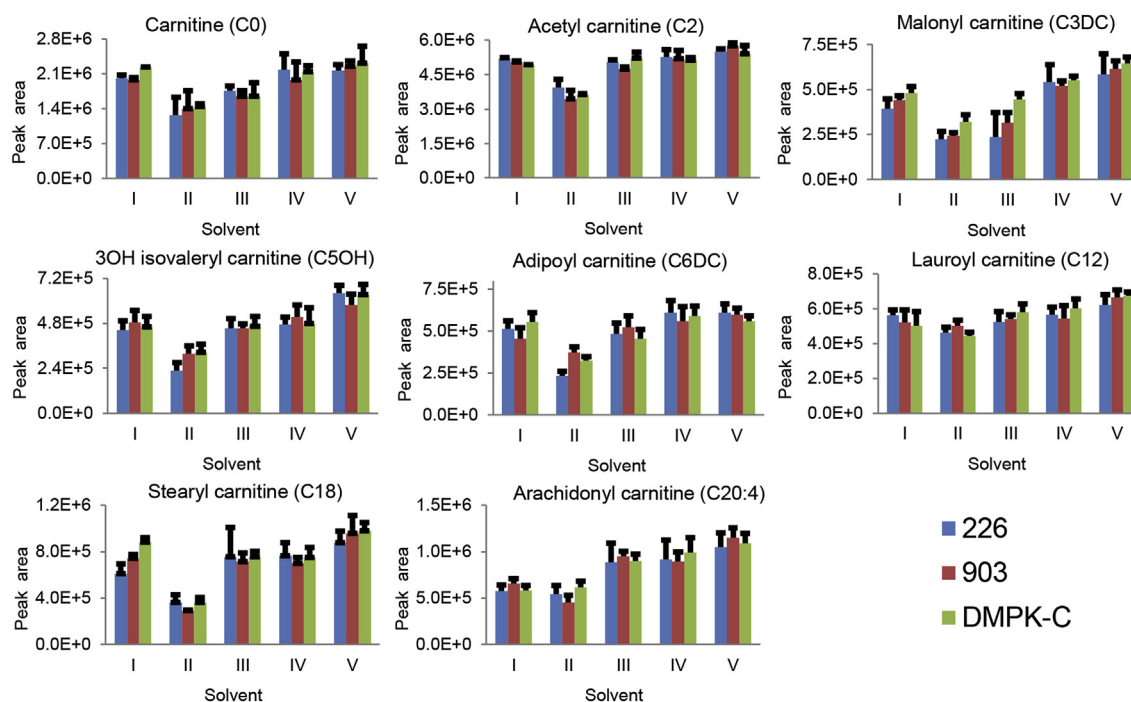 Carnitine (C0)
2.8E+6
2.1E+6
1.4E+6
7.0E+5
0.0E+0
Peak area
I II III IV V
Solvent
Acetyl carnitine (C2)
6.0E+6
4.5E+6
3.0E+6
1.5E+6
0.0E+0
Peak area
I II III IV V
Solvent
Malonyl carnitine (C3DC)
7.5E+5
5.0E+5
2.5E+5
0.0E+0
Peak area
I II III IV V
Solvent
3OH isovaleryl carnitine (C5OH)
7.2E+5
4.8E+5
2.4E+5
0.0E+0
Peak area
I II III IV V
Solvent
Adipoyl carnitine (C6DC)
7.5E+5
5.0E+5
2.5E+5
0.0E+0
Peak area
I II III IV V
Solvent
Lauroyl carnitine (C12)
8.0E+5
6.0E+5
4.0E+5
2.0E+5
0.0E+0
Peak area
I II III IV V
Solvent
Stearyl carnitine (C18)
1.2E+6
8.0E+5
4.0E+5
0.0E+0
Peak area
I II III IV V
Solvent
Arachidonyl carnitine (C20:4)
1.5E+6
1.0E+6
5.0E+5
0.0E+0
Peak area
I II III IV V
Solvent
226
903
DMPK-C